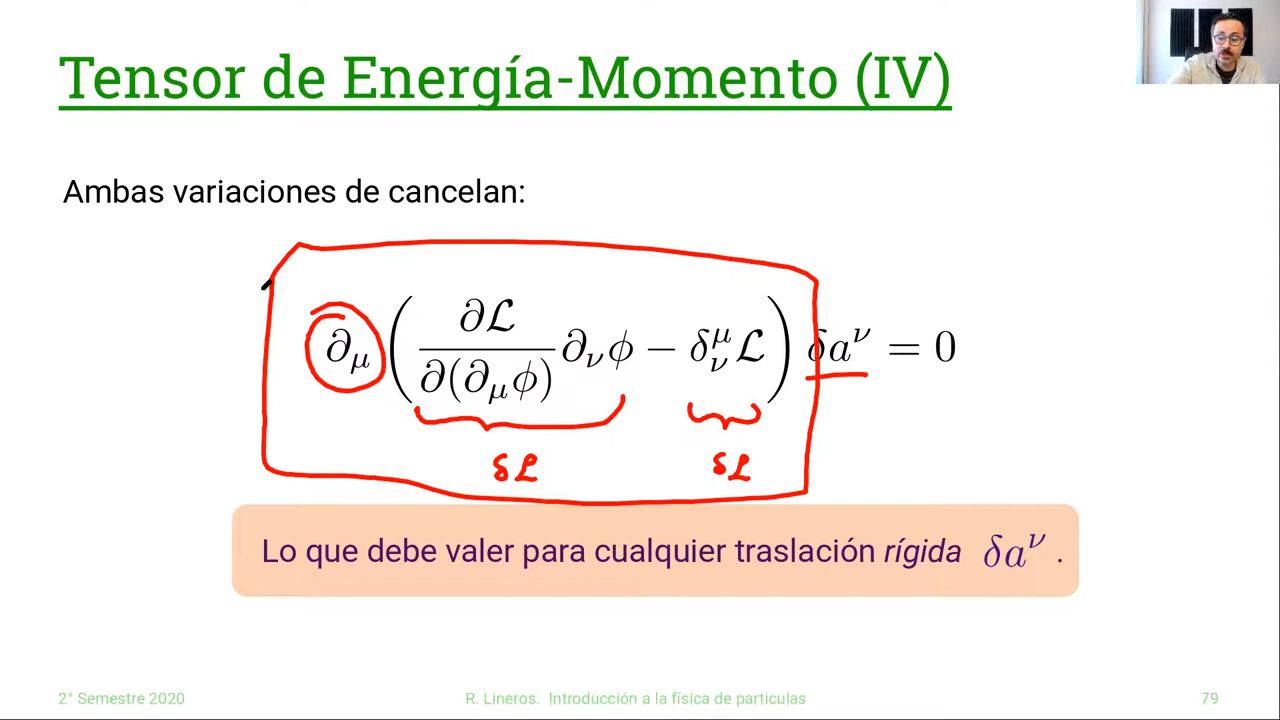 Tensor de Energía-Momento (IV)
Ambas variaciones de cancelan:
∂_μ ( ∂ℒ / ∂(∂_μ ϕ) ∂_ν ϕ − δ^μ_ν ℒ ) δa^ν = 0
δℒ δℒ
Lo que debe valer para cualquier traslación rígida δa^ν .
2° Semestre 2020
R. Lineros. Introducción a la física de particulas
79